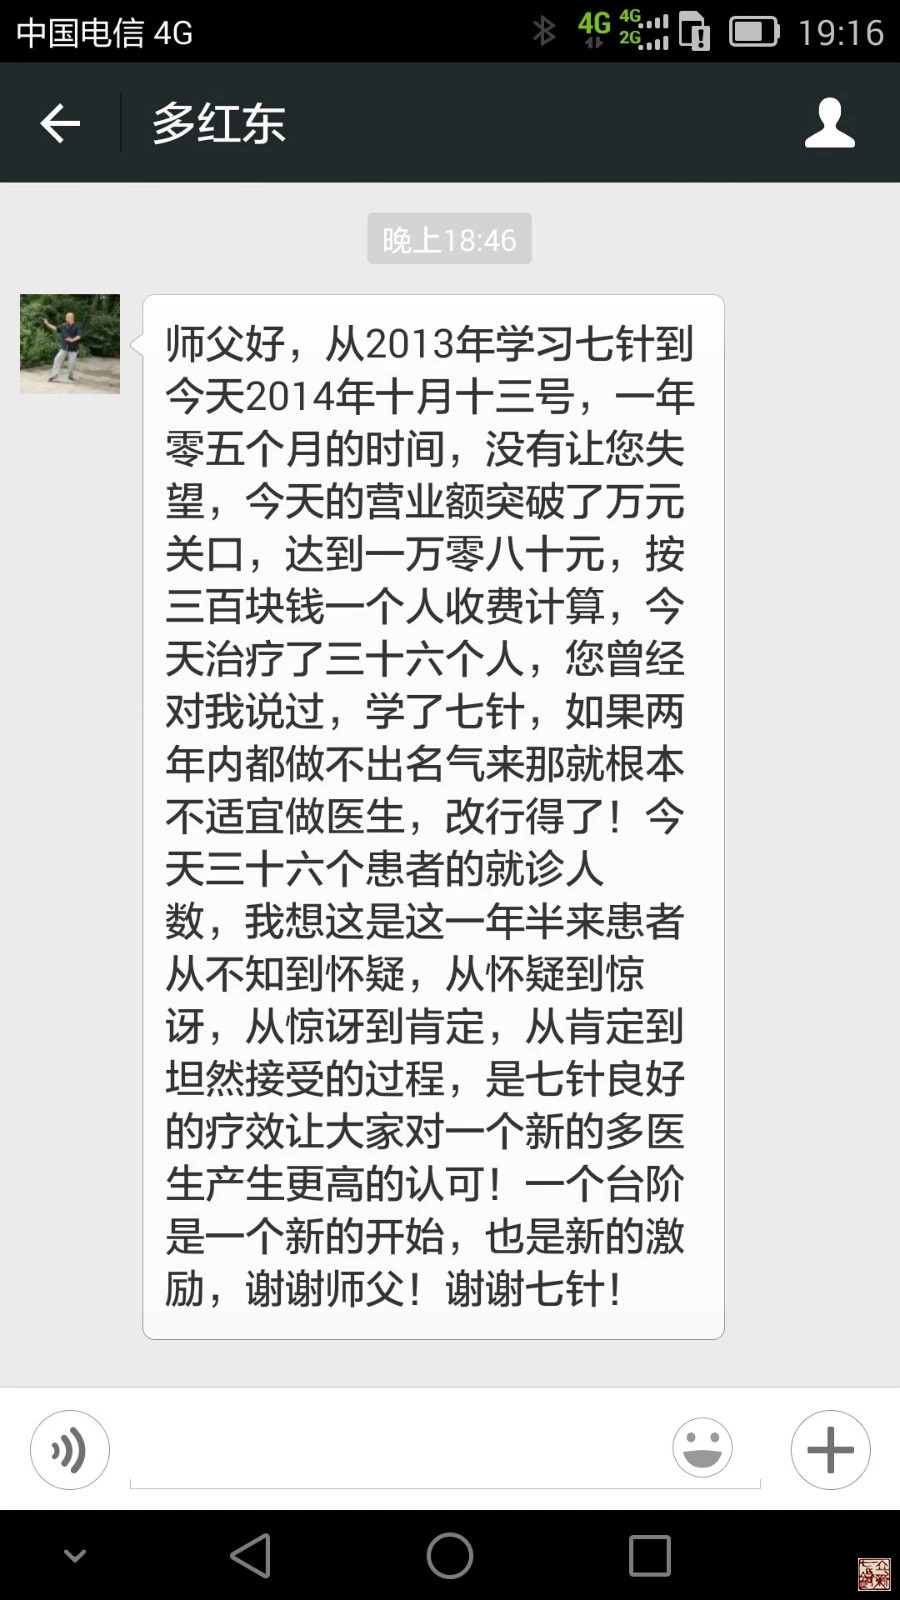 中国电信 4G
4G
4G
2G
19:16
多红东
晚上18:46
师父好，从2013年学习七针到
今天2014年十月十三号，一年
零五个月的时间，没有让您失
望，今天的营业额突破了万元
关口，达到一万零八十元，按
三百块钱一个人收费计算，今
天治疗了三十六个人，您曾经
对我说过，学了七针，如果两
年内都做不出名气来那就根本
不适宜做医生，改行得了！今
天三十六个患者的就诊人
数，我想这是这一年半来患者
从不知到怀疑，从怀疑到惊
讶，从惊讶到肯定，从肯定到
坦然接受的过程，是七针良好
的疗效让大家对一个新的多医
生产生更高的认可！一个台阶
是一个新的开始，也是新的激
励，谢谢师父！谢谢七针！